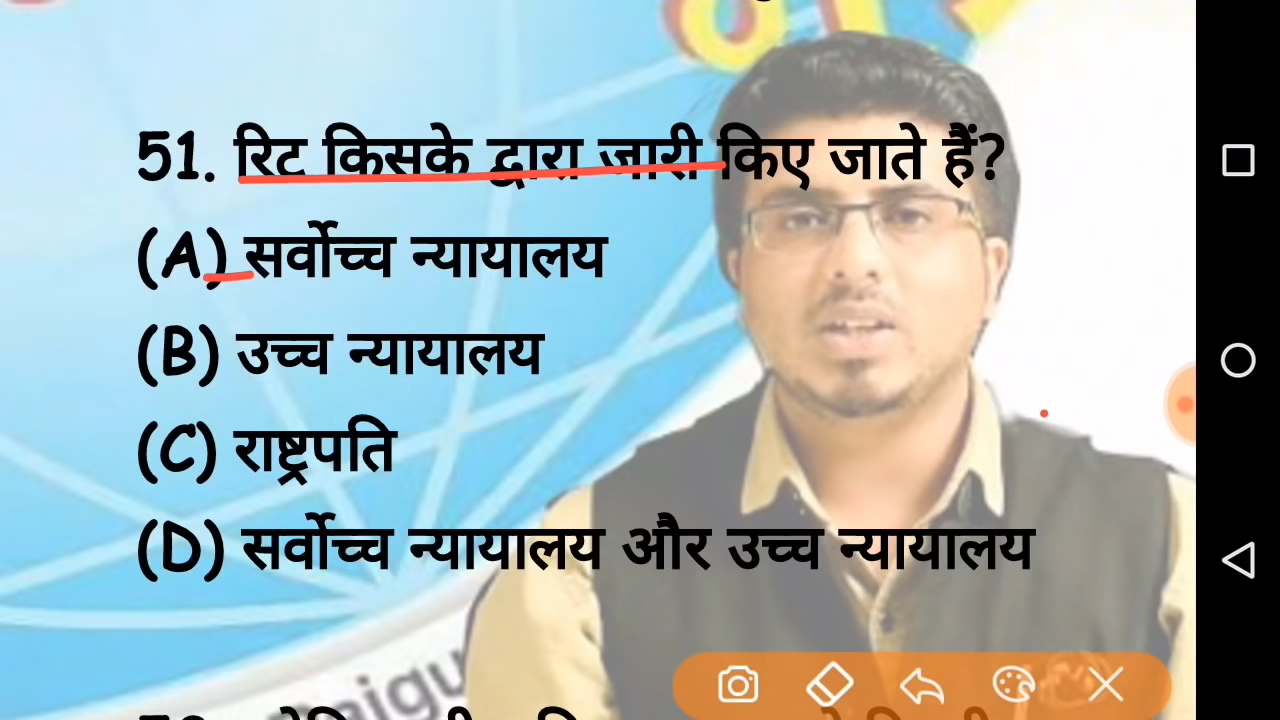 51. रिट किसके द्वारा जारी किए जाते हैं?
(A) सर्वोच्च न्यायालय
(B) उच्च न्यायालय
(C) राष्ट्रपति
(D) सर्वोच्च न्यायालय और उच्च न्यायालय